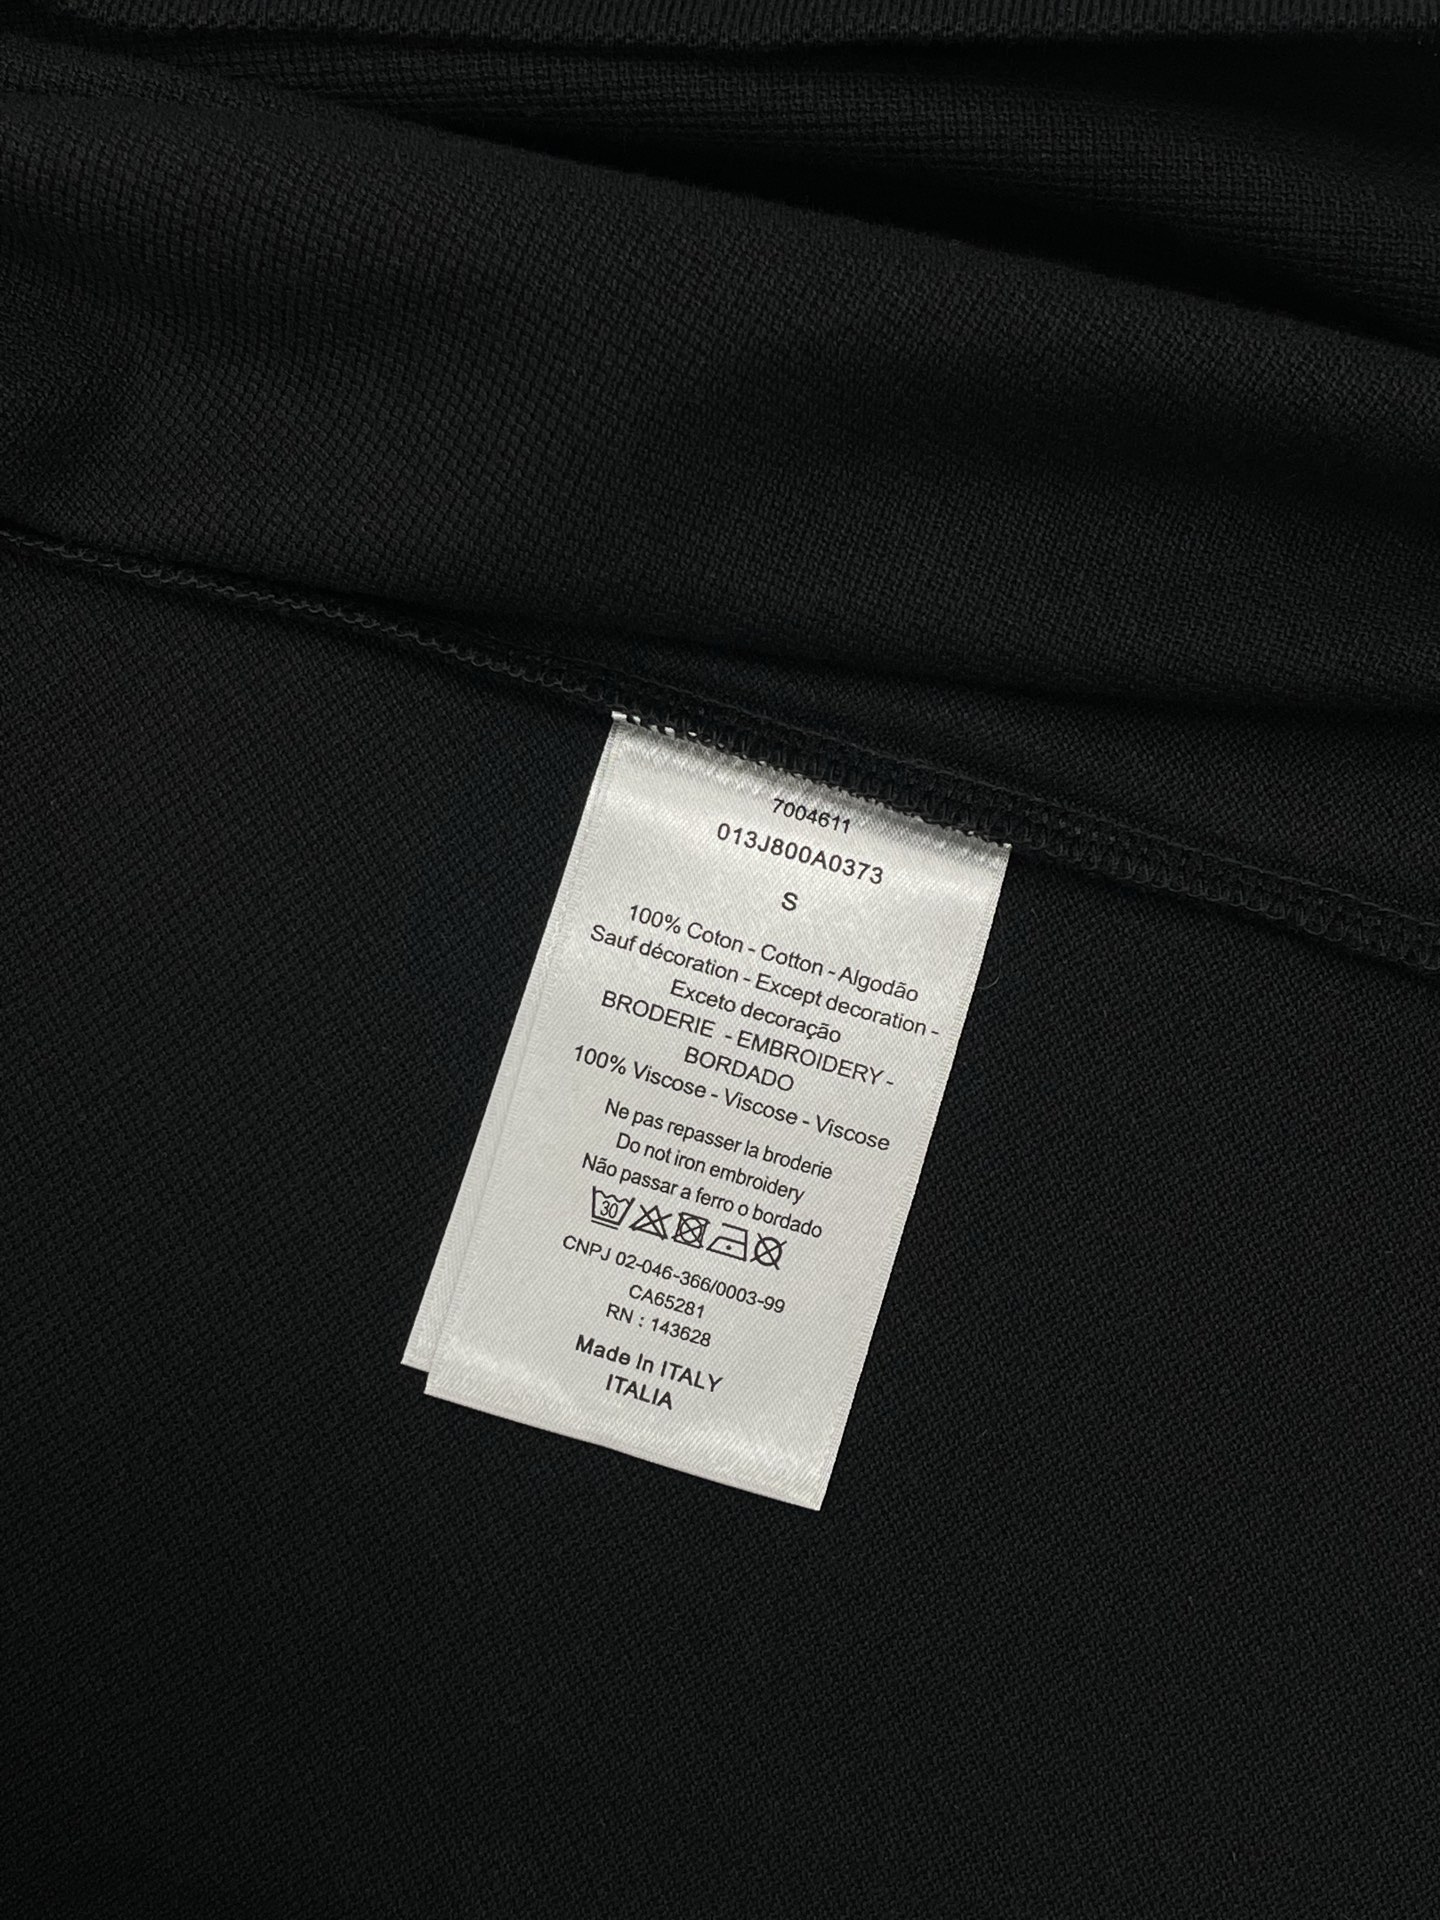 7004611
013J800A0373
S
100% Coton - Cotton - Algodão
Sauf décoration - Except decoration -
Exceto decoração
BRODERIE - EMBROIDERY -
BORDADO
100% Viscose - Viscose - Viscose
Ne pas repasser la broderie
Do not iron embroidery
Não passar a ferro o bordado
30
CNPJ 02-046-366/0003-99
CA65281
RN : 143628
Made In ITALY
ITALIA